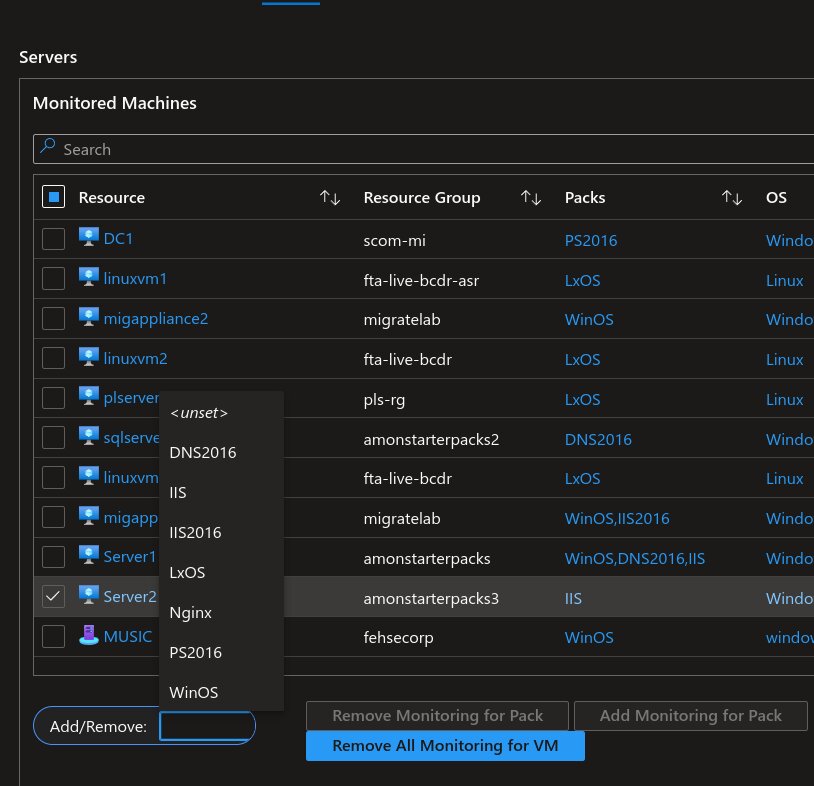 Servers
Monitored Machines
Search
Resource Resource Group Packs OS
DC1 scom-mi PS2016 Windo
linuxvm1 fta-live-bcdr-asr LxOS Linux
migappliance2 migratelab WinOS Windo
linuxvm2 fta-live-bcdr LxOS Linux
plserver pls-rg LxOS Linux
<unset>
sqlserve amonstarterpacks2 DNS2016 Windo
DNS2016
linuxvm fta-live-bcdr LxOS Linux
IIS
migapp migratelab WinOS,IIS2016 Windo
IIS2016
Server1 amonstarterpacks WinOS,DNS2016,IIS Windo
LxOS
Server2 amonstarterpacks3 IIS Windo
Nginx
MUSIC fehsecorp WinOS window
PS2016
WinOS
Add/Remove:
Remove Monitoring for Pack Add Monitoring for Pack
Remove All Monitoring for VM